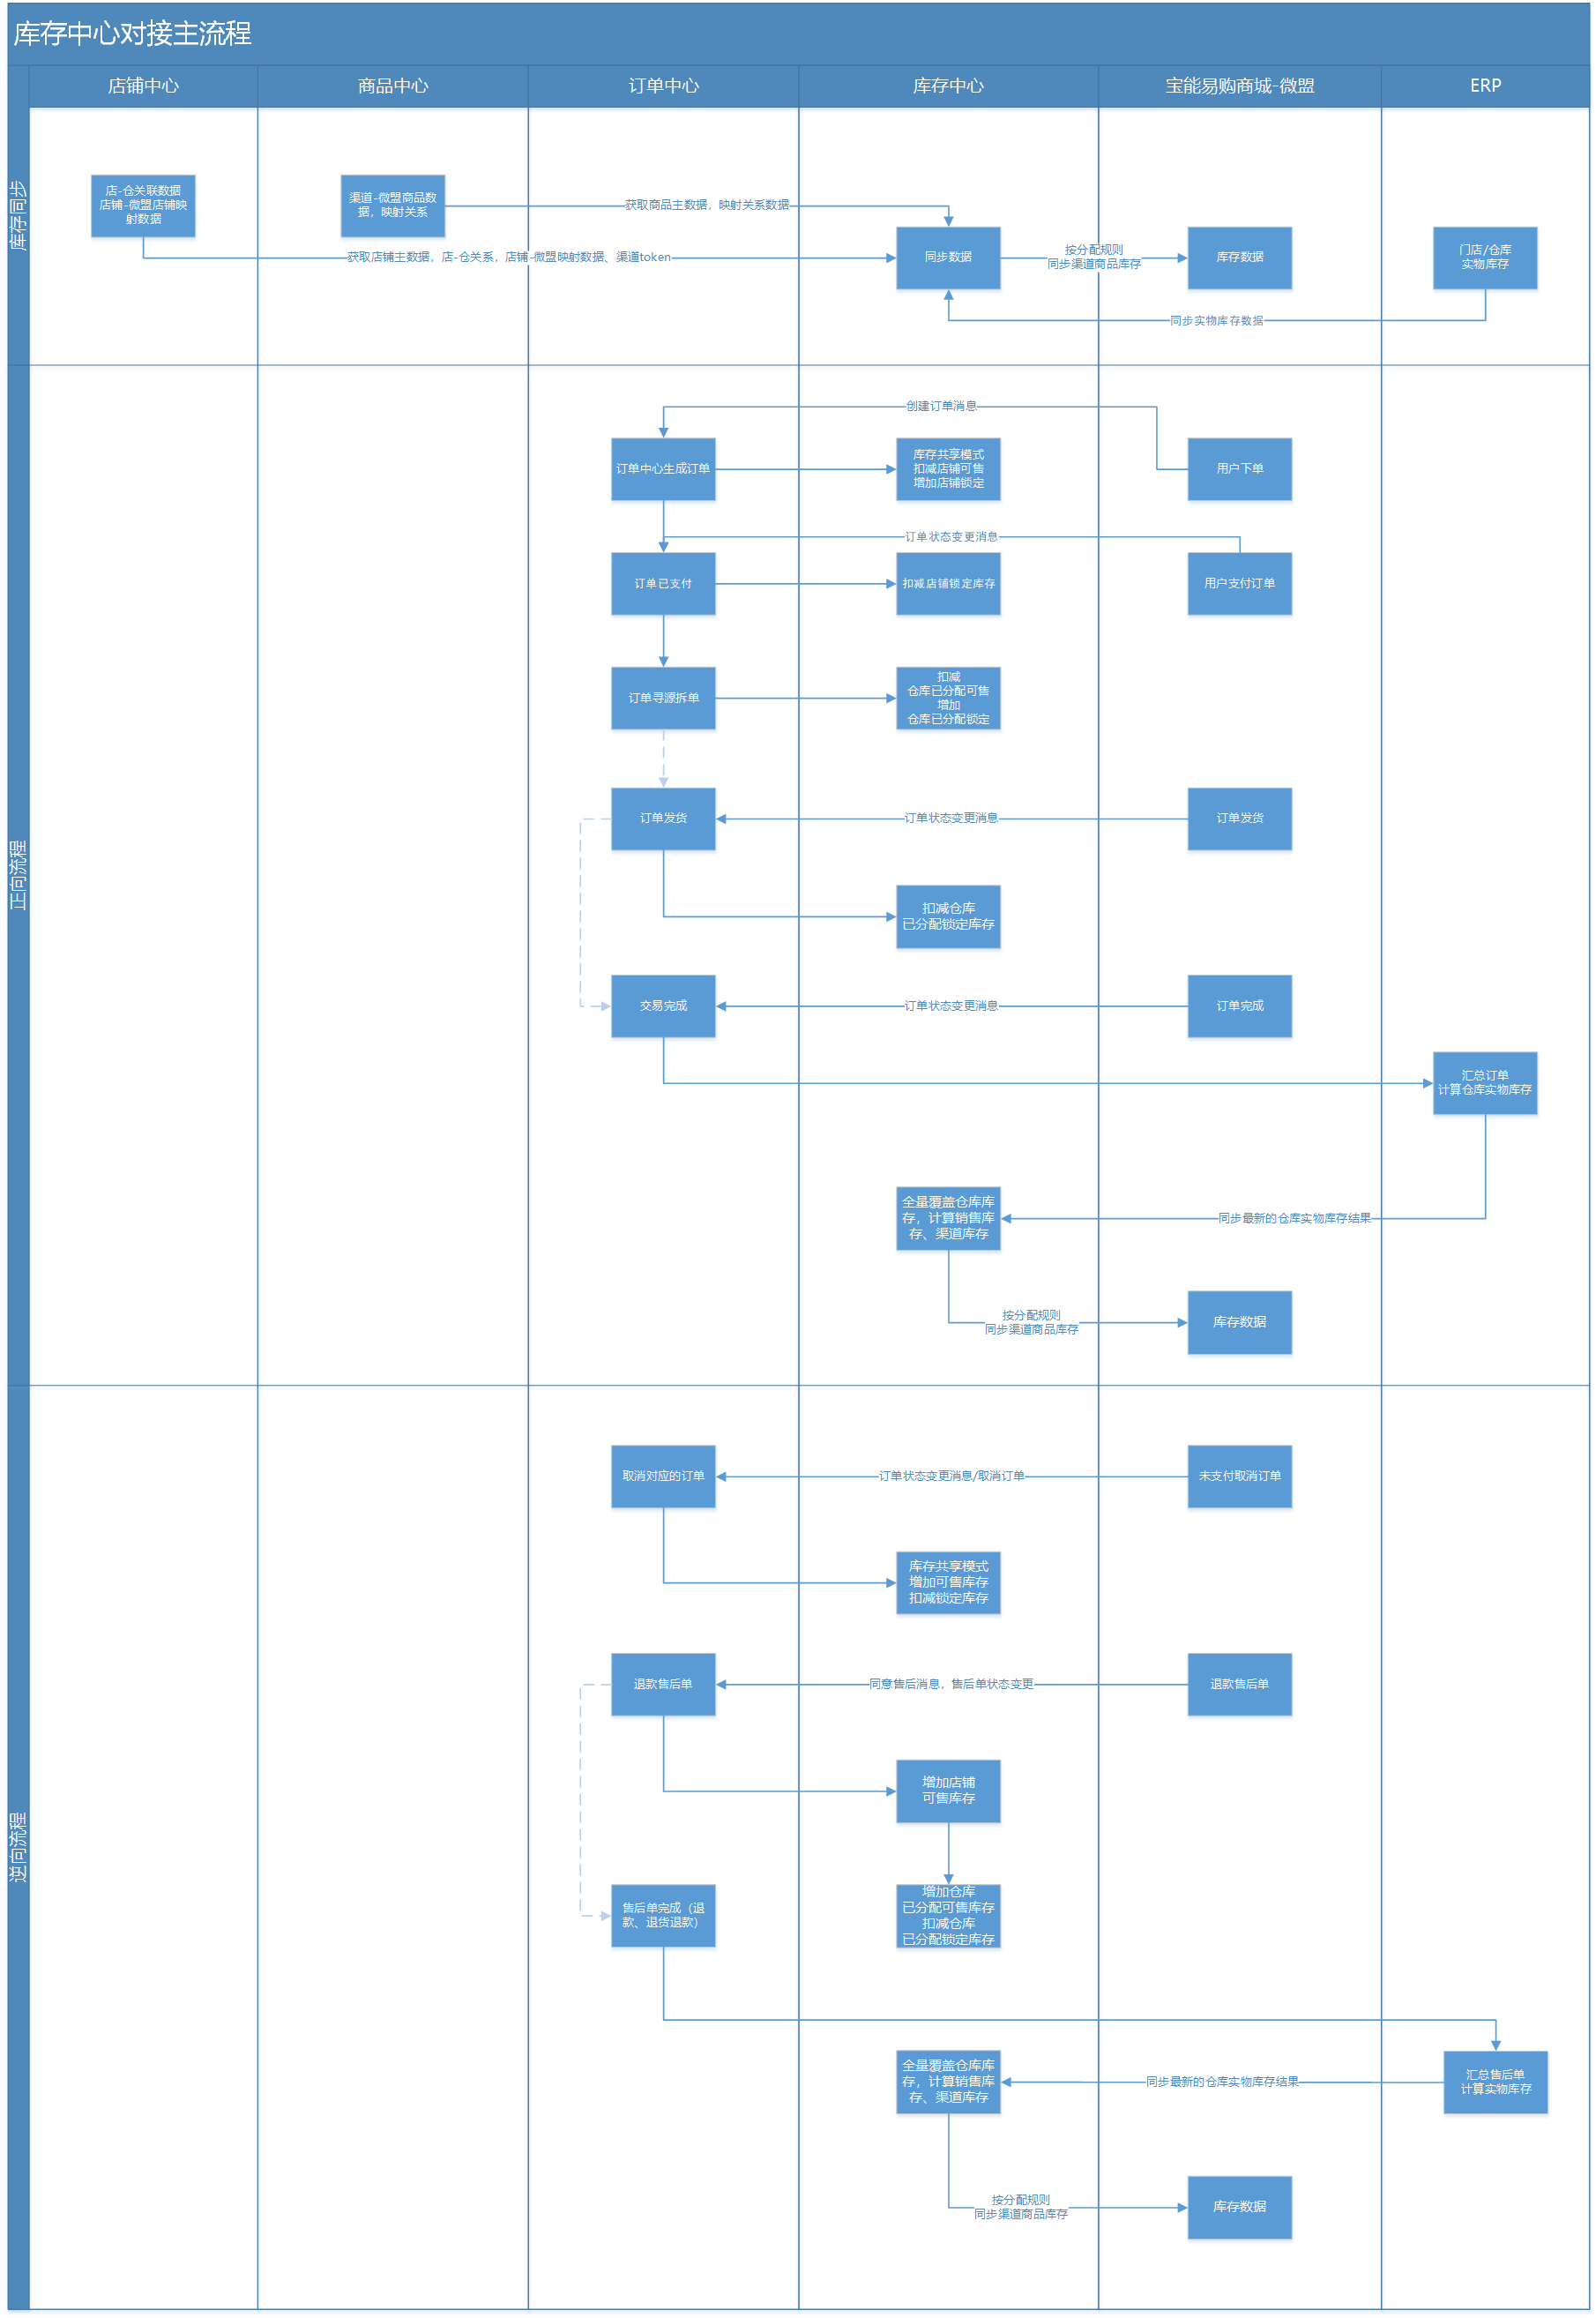 库存中心对接主流程
店铺中心
商品中心
订单中心
库存中心
宝能易购商城-微盟
ERP
库存同步
店-仓关联数据
店铺-微盟店铺映
射数据
渠道-微盟商品数
据，映射关系
获取商品主数据，映射关系数据
获取店铺主数据，店-仓关系，店铺-微盟映射数据、渠道token
同步数据
按分配规则
同步渠道商品库存
库存数据
门店/仓库
实物库存
同步实物库存数据
正向流程
创建订单消息
订单中心生成订单
库存共享模式
扣减店铺可售
增加店铺锁定
用户下单
订单状态变更消息
订单已支付
扣减店铺锁定库存
用户支付订单
订单寻源拆单
扣减
仓库已分配可售
增加
仓库已分配锁定
订单发货
订单状态变更消息
订单发货
扣减仓库
已分配锁定库存
交易完成
订单状态变更消息
订单完成
汇总订单
计算仓库实物库存
全量覆盖仓库库
存，计算销售库
存、渠道库存
同步最新的仓库实物库存结果
按分配规则
同步渠道商品库存
库存数据
逆向流程
取消对应的订单
订单状态变更消息/取消订单
未支付取消订单
库存共享模式
增加可售库存
扣减锁定库存
退款售后单
同意售后消息，售后单状态变更
退款售后单
增加店铺
可售库存
售后单完成（退
款、退货退款）
增加仓库
已分配可售库存
扣减仓库
已分配锁定库存
全量覆盖仓库库
存，计算销售库
存、渠道库存
同步最新的仓库实物库存结果
汇总售后单
计算实物库存
按分配规则
同步渠道商品库存
库存数据